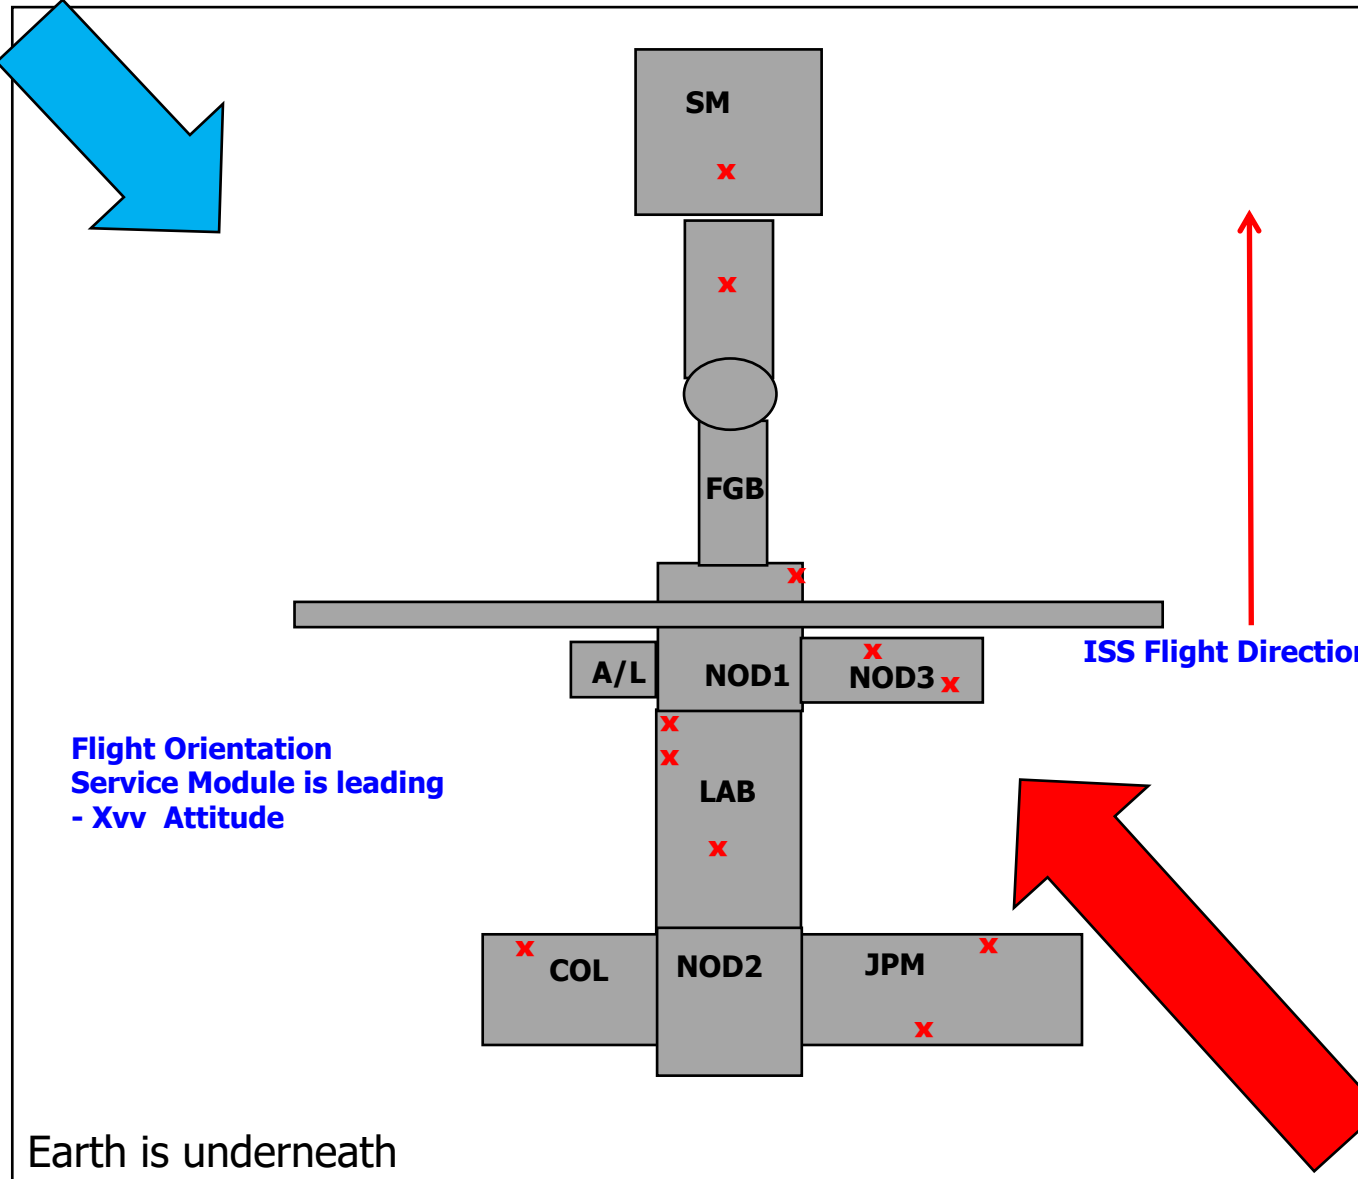 SM
x
x
FGB
x
A/L NOD1 NOD3
x
x
ISS Flight Direction
x
x
LAB
x
Flight Orientation
Service Module is leading
- Xvv  Attitude
x
COL NOD2 JPM
x
x
Earth is underneath